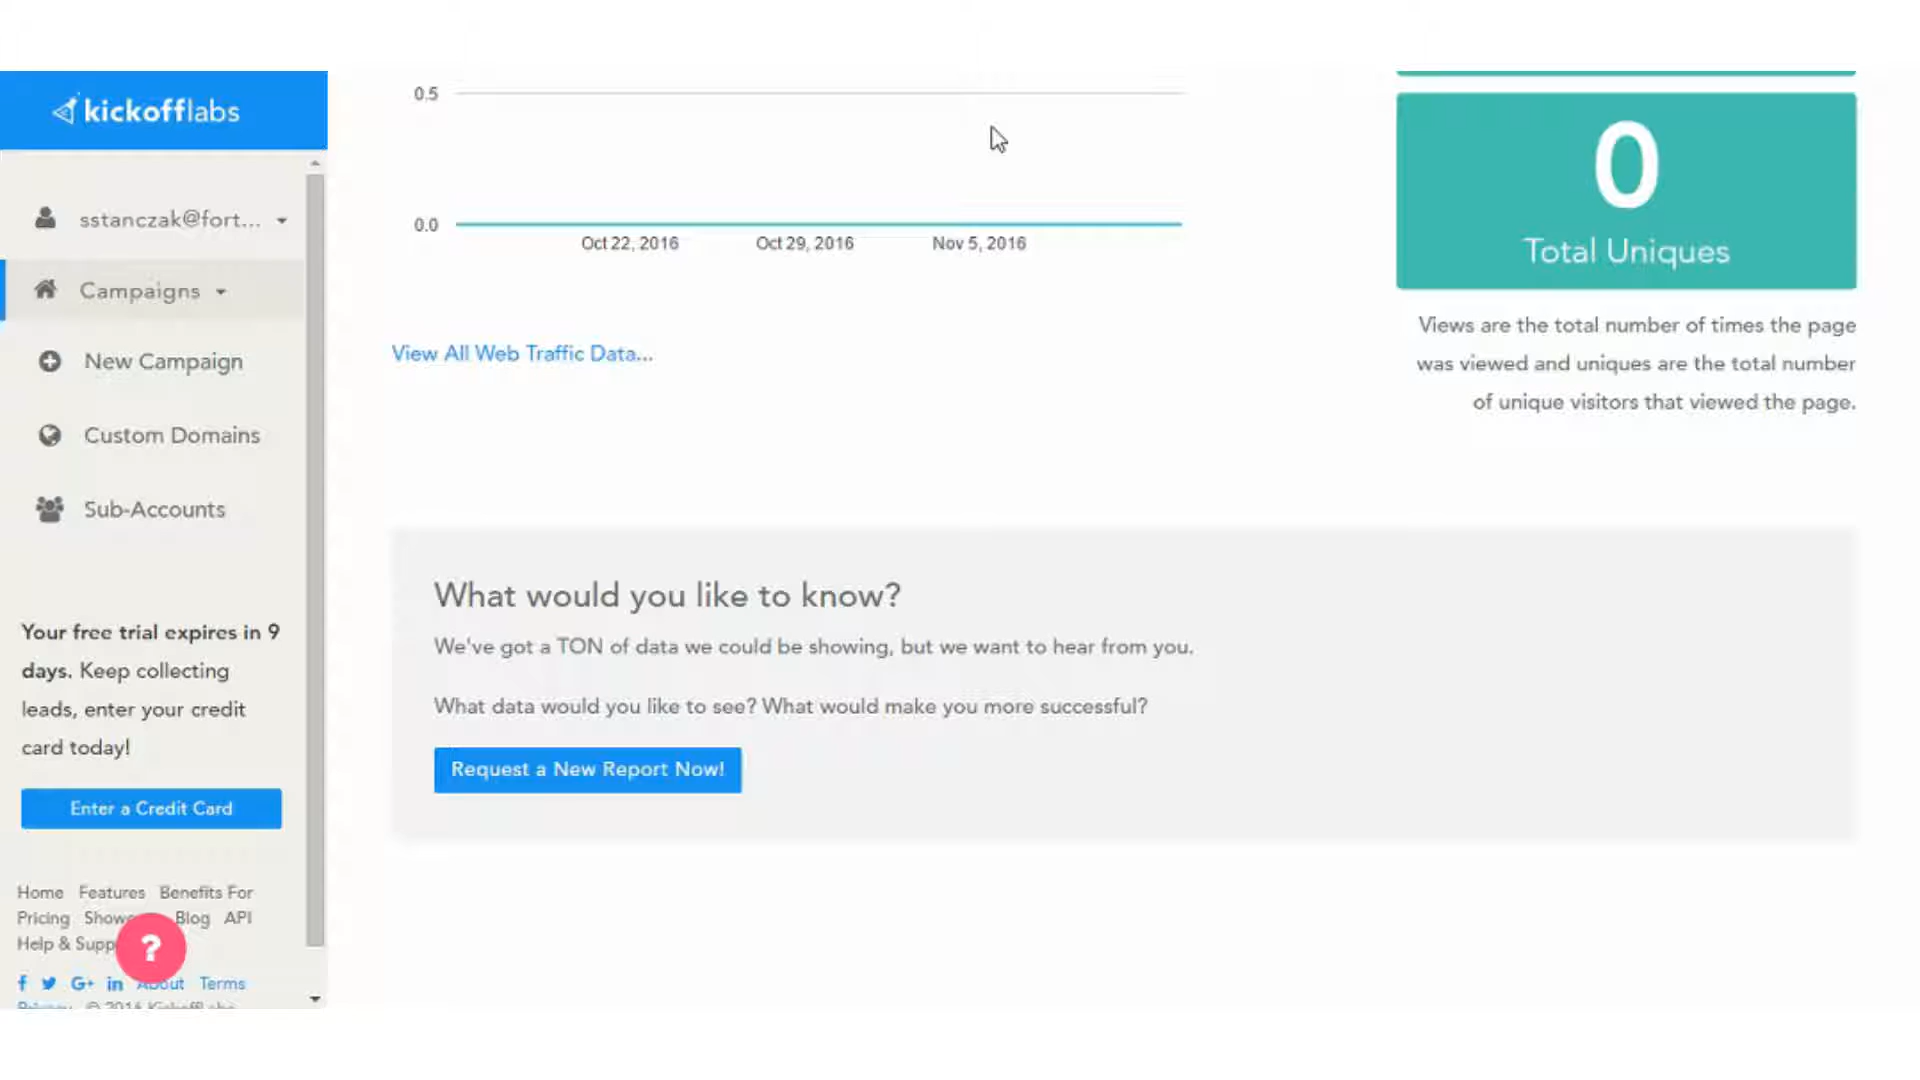 kickofflabs
sstanczak@fort...
Campaigns
New Campaign
Custom Domains
Sub-Accounts
Your free trial expires in 9
days. Keep collecting
leads, enter your credit
card today!
Enter a Credit Card
Home Features Benefits For
Pricing Blog API
Help &
?
f G+ in About Terms
© 2016
0.5
0.0
Oct 22, 2016 Oct 29, 2016 Nov 5, 2016
View All Web Traffic Data...
0
Total Uniques
Views are the total number of times the page
was viewed and uniques are the total number
of unique visitors that viewed the page.
What would you like to know?
We've got a TON of data we could be showing, but we want to hear from you.
What data would you like to see? What would make you more successful?
Request a New Report Now!